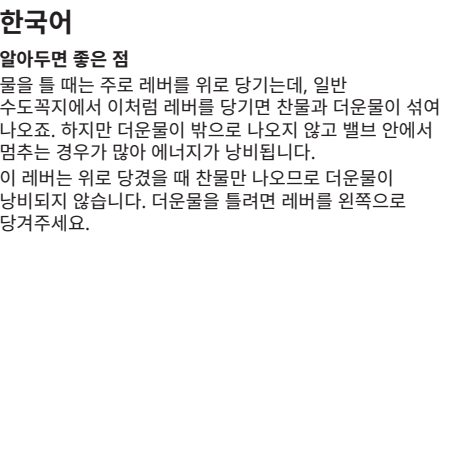 한국어
알아두면 좋은 점
물을 틀 때는 주로 레버를 위로 당기는데, 일반
수도꼭지에서 이처럼 레버를 당기면 찬물과 더운물이 섞여
나오죠. 하지만 더운물이 밖으로 나오지 않고 밸브 안에서
멈추는 경우가 많아 에너지가 낭비됩니다.
이 레버는 위로 당겼을 때 찬물만 나오므로 더운물이
낭비되지 않습니다. 더운물을 틀려면 레버를 왼쪽으로
당겨주세요.